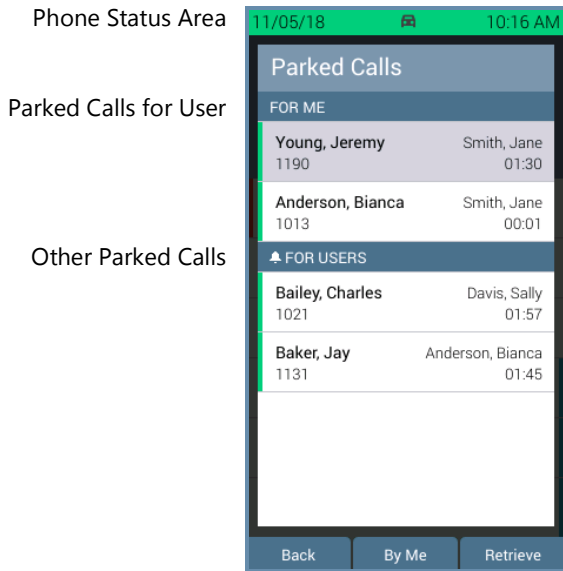 Phone Status Area
11/05/18 10:16 AM
Parked Calls
Parked Calls for User
FOR ME
Young, Jeremy Smith, Jane
1190 01:30
Anderson, Bianca Smith, Jane
1013 00:01
Other Parked Calls
FOR USERS
Bailey, Charles Davis, Sally
1021 01:57
Baker, Jay Anderson, Bianca
1131 01:45
Back By Me Retrieve